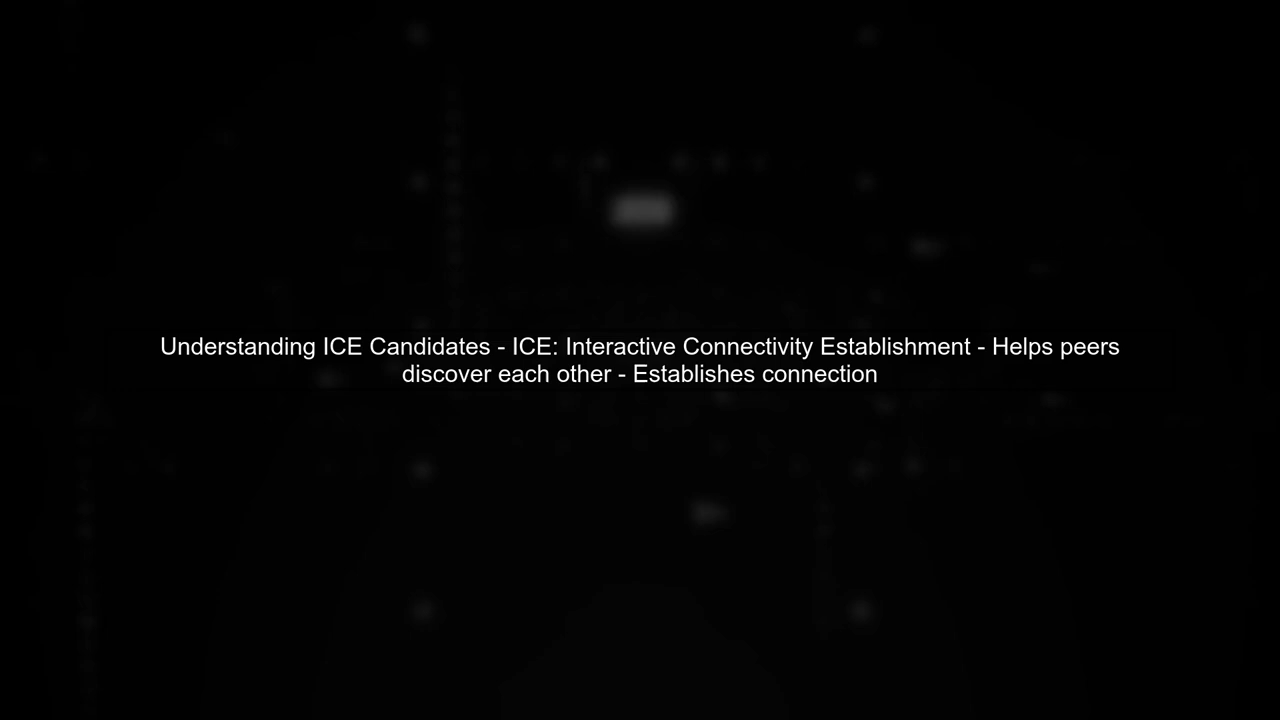 Understanding ICE Candidates - ICE: Interactive Connectivity Establishment - Helps peers
discover each other - Establishes connection